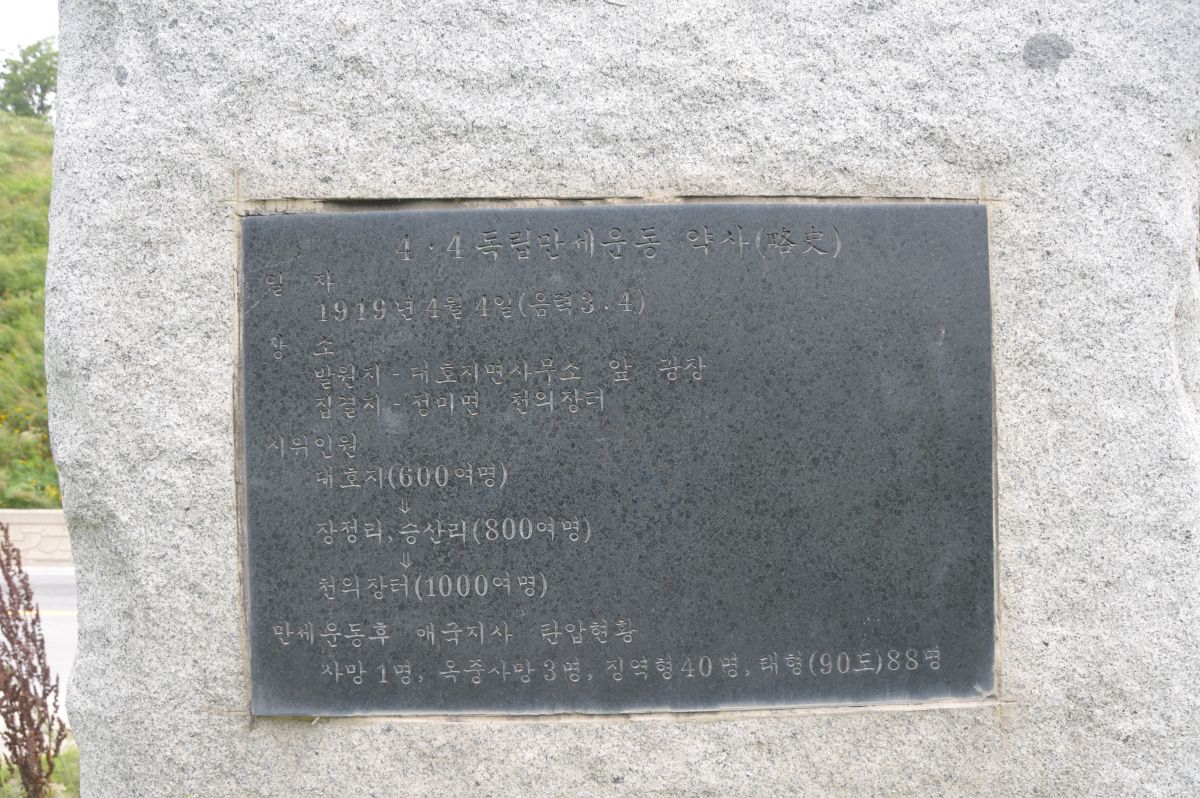 4·4독립만세운동 약사(略史)
일 자
1919년 4월 4일(음력3.4)
장 소
발원지-대호지면사무소 앞 광장
집결지-정미면 천의장터
시위인원
대호지(600여명)
⇓
장정리,승산리(800여명)
⇓
천의장터(1000여명)
만세운동후 애국지사 탄압현황
사망1명, 옥중사망3명, 징역형40명, 태형(90도)88명